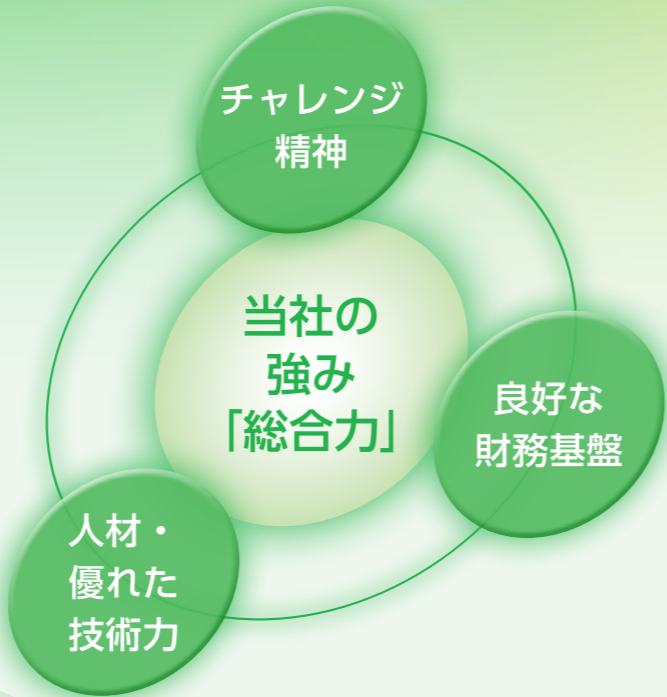 チャレンジ
精神
当社の
強み
「総合力」
良好な
財務基盤
人材・
優れた
技術力